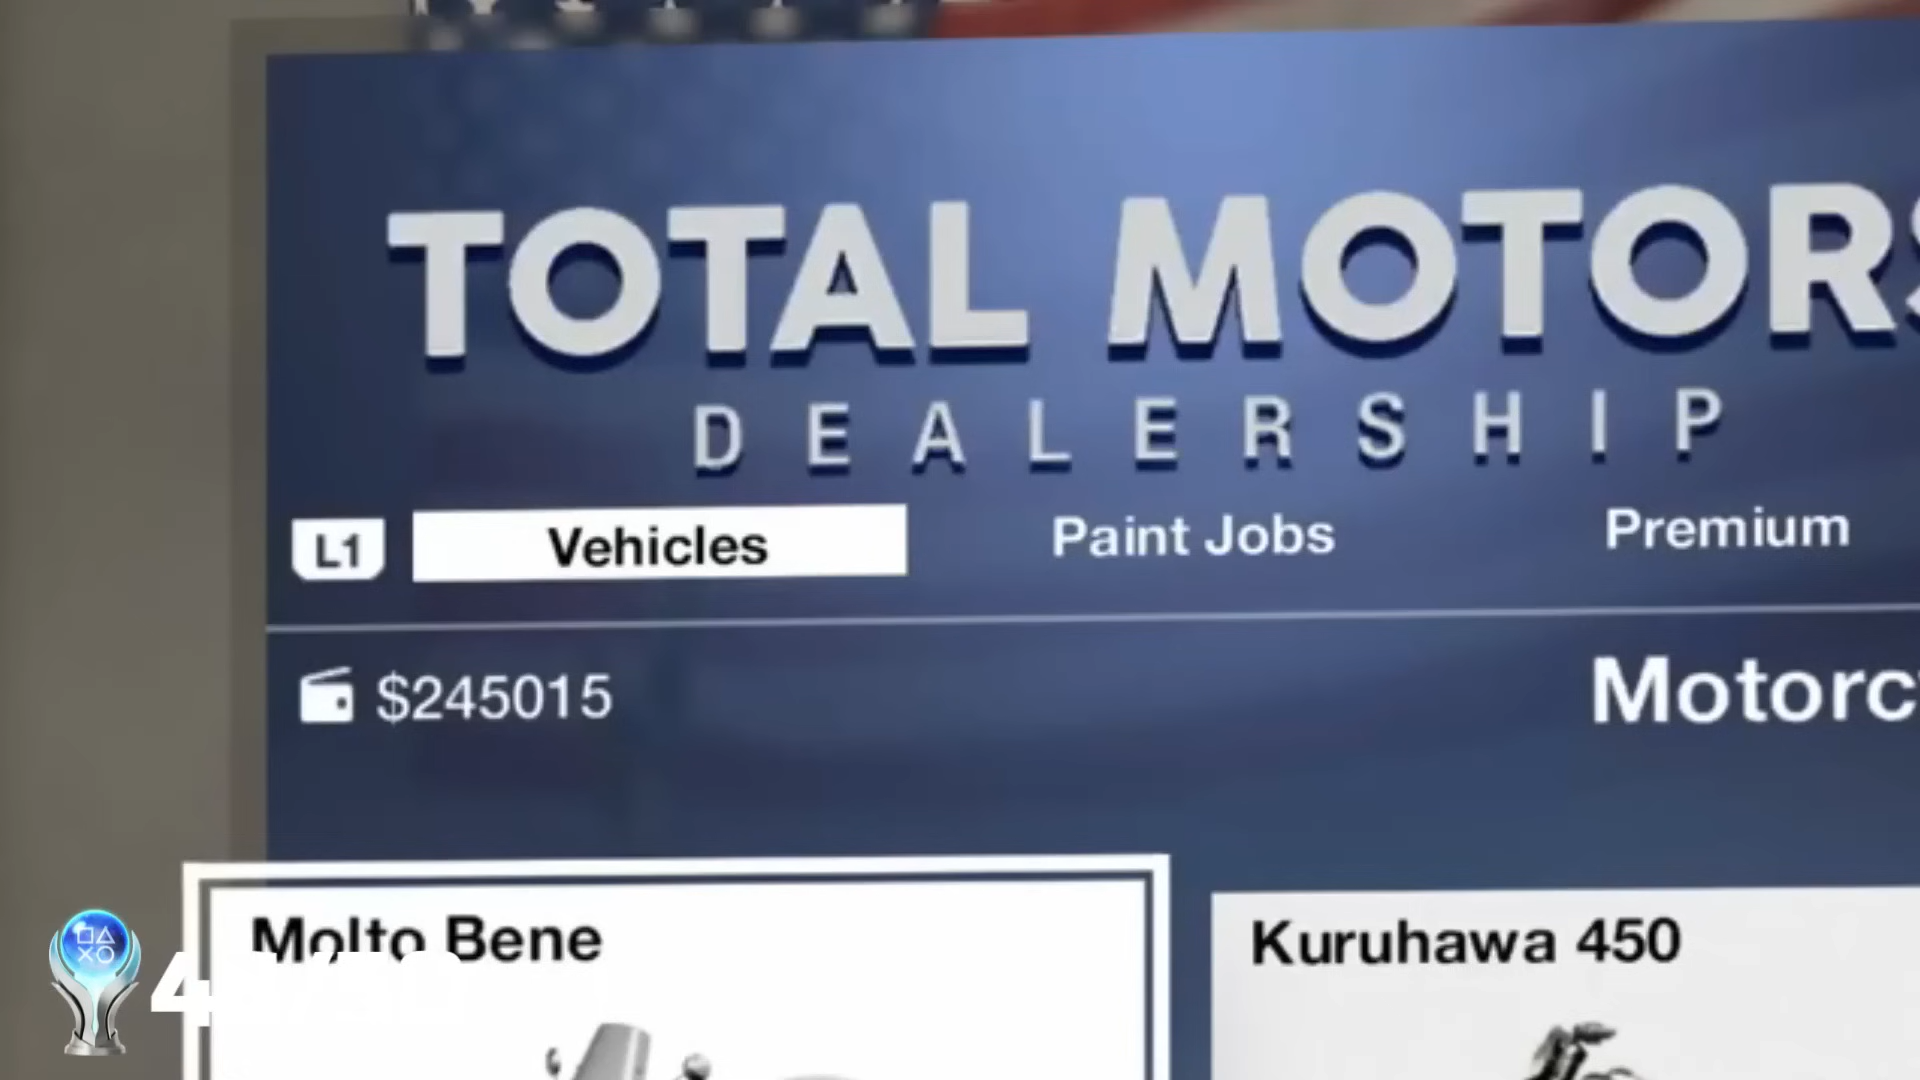 TOTAL MOTORS
DEALERSHIP
L1 Vehicles Paint Jobs Premium
$245015
Molto Bene
Kuruhawa 450